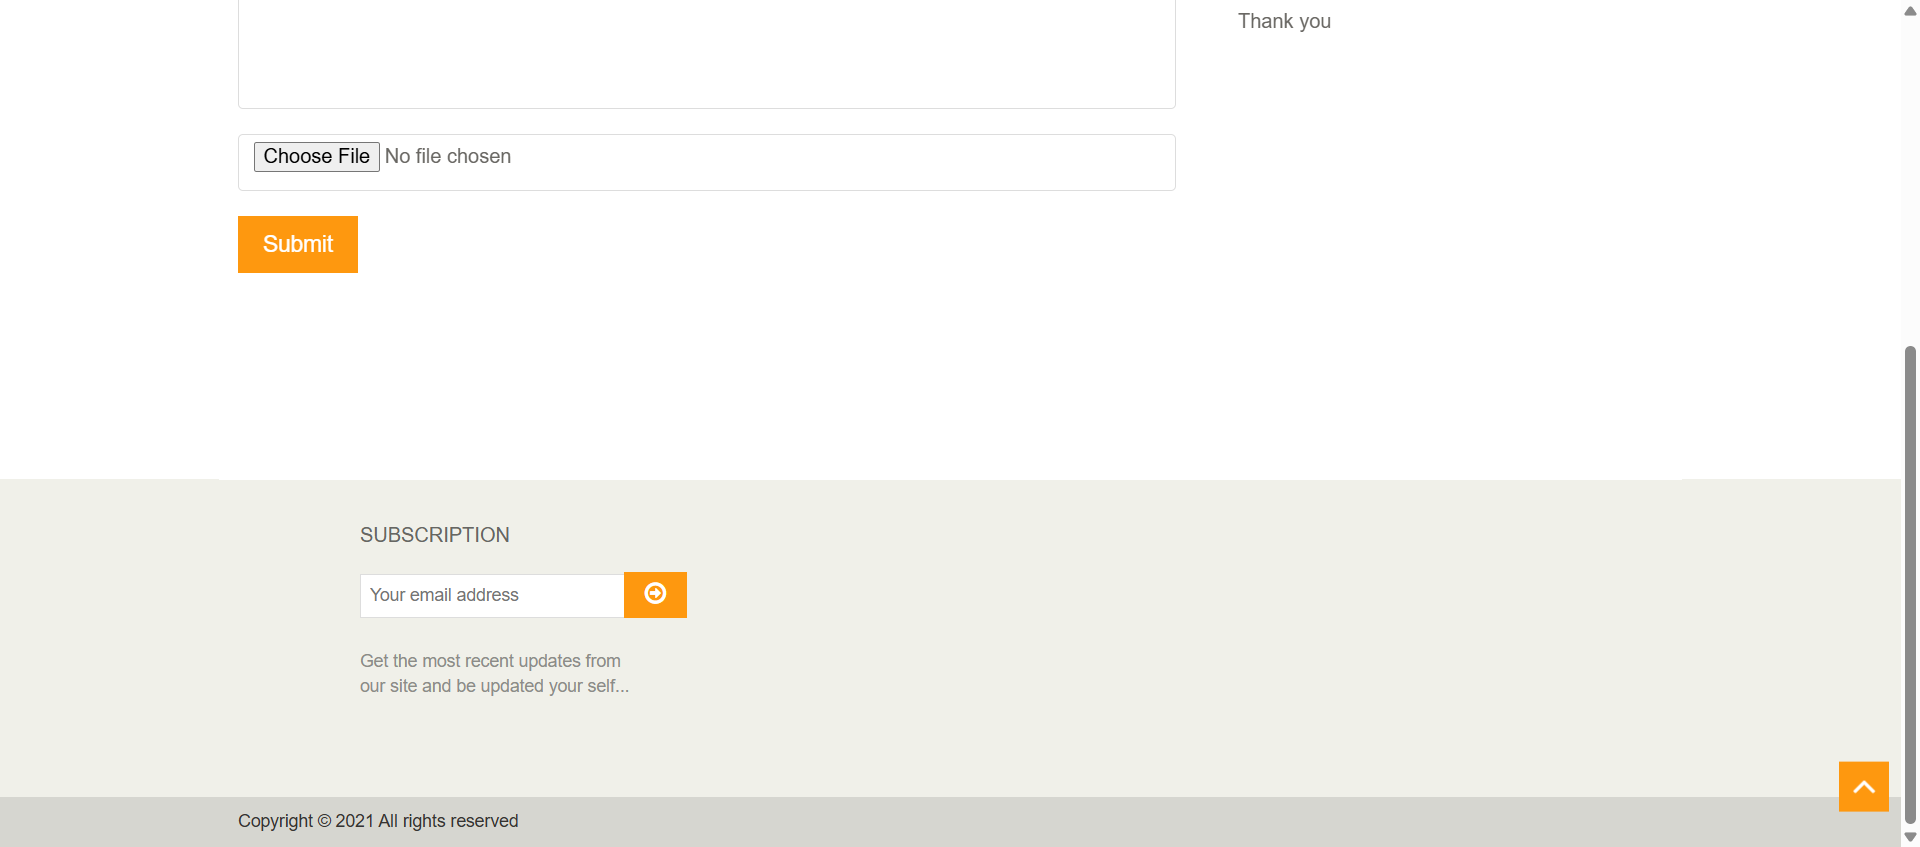 Thank you
Choose File No file chosen
Submit
SUBSCRIPTION
Your email address
Get the most recent updates from
our site and be updated your self...
Copyright © 2021 All rights reserved